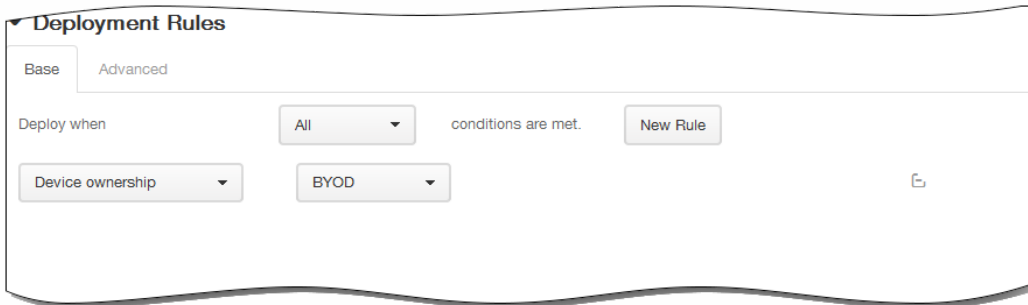 Deployment Rules
Base Advanced
Deploy when All conditions are met. New Rule
Device ownership BYOD